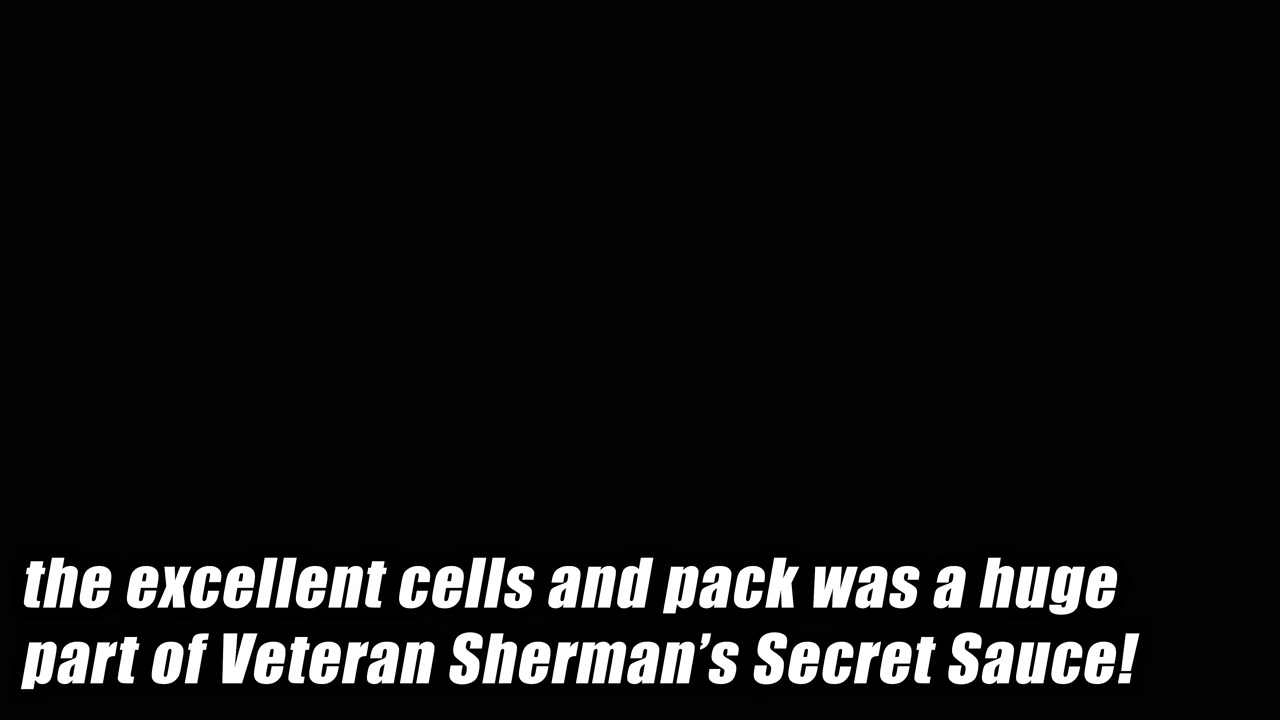 the excellent cells and pack was a huge
part of Veteran Sherman’s Secret Sauce!